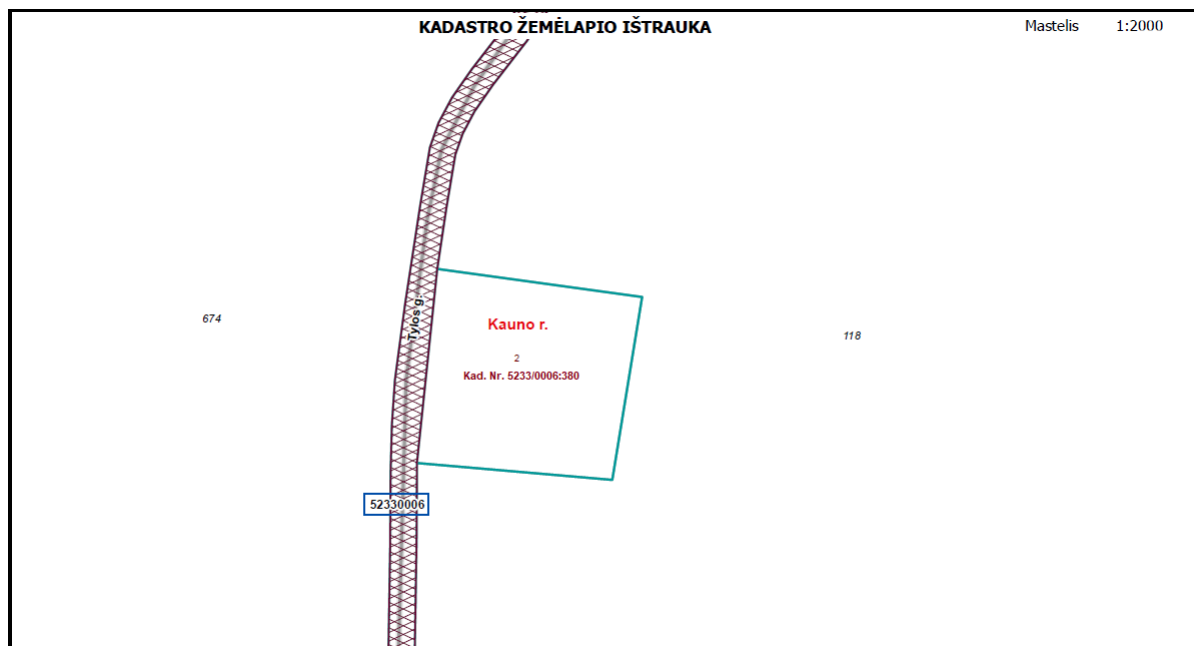 KADASTRO ŽEMĖLAPIO IŠTRAUKA
Mastelis 1:2000
Tylos g.
674
Kauno r.
118
2
Kad. Nr. 5233/0006:380
52330006